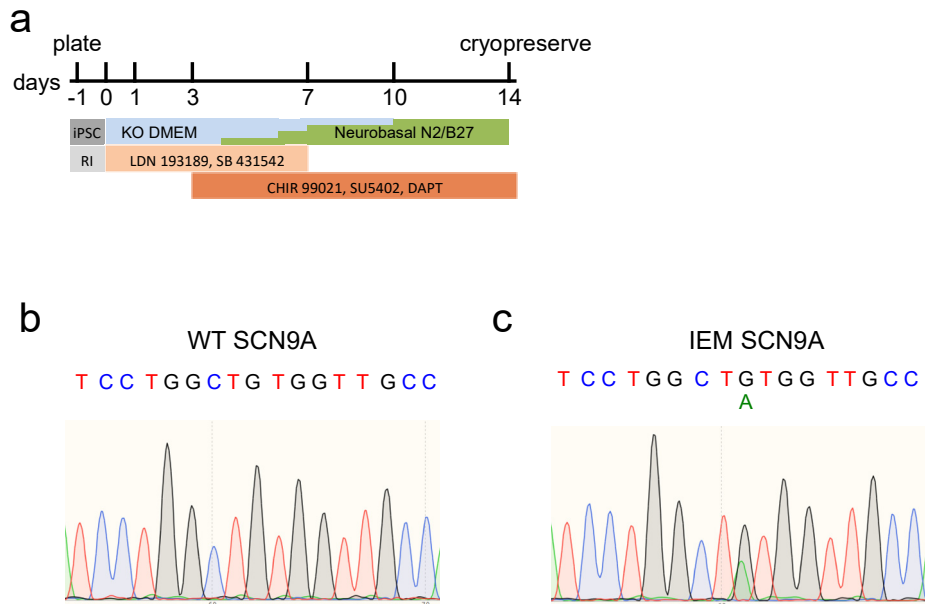 a
plate cryopreserve
days
-1 0 1 3 7 10 14
iPSC KO DMEM Neurobasal N2/B27
RI LDN 193189, SB 431542
CHIR 99021, SU5402, DAPT
b
WT SCN9A
T C C T G G C T G T G G T T G C C
c
IEM SCN9A
T C C T G G C T G T G G T T G C C
A